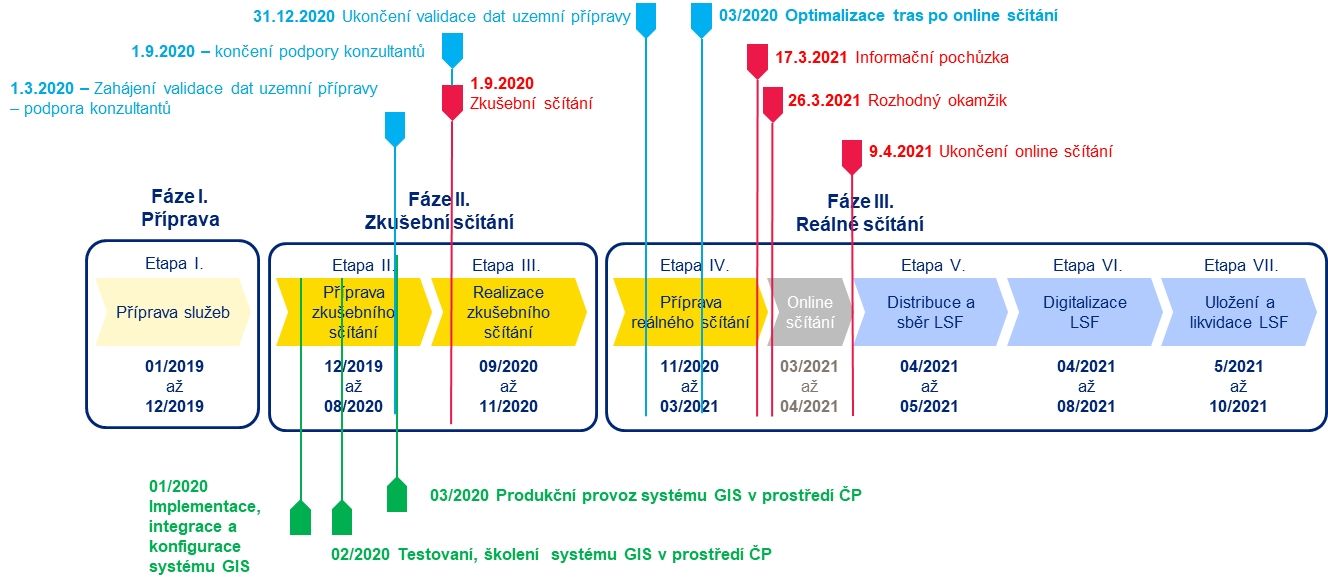 31.12.2020 Ukončení validace dat uzemní přípravy
03/2020 Optimalizace tras po online sčítání
1.9.2020 – končení podpory konzultantů
17.3.2021 Informační pochůzka
1.3.2020 – Zahájení validace dat uzemní přípravy
– podpora konzultantů
1.9.2020
Zkušební sčítání
26.3.2021 Rozhodný okamžik
9.4.2021 Ukončení online sčítání
Fáze I.
Příprava
Fáze II.
Zkušební sčítání
Fáze III.
Reálné sčítání
Etapa I.
Příprava služeb
01/2019
až
12/2019
Etapa II.
Příprava
zkušebního
sčítání
12/2019
až
08/2020
Etapa III.
Realizace
zkušebního
sčítání
09/2020
až
11/2020
Etapa IV.
Příprava
reálného sčítání
11/2020
až
03/2021
Online
sčítání
03/2021
až
04/2021
Etapa V.
Distribuce a
sběr LSF
04/2021
až
05/2021
Etapa VI.
Digitalizace
LSF
04/2021
až
08/2021
Etapa VII.
Uložení a
likvidace LSF
5/2021
až
10/2021
01/2020
Implementace,
integrace a
konfigurace
systému GIS
03/2020 Produkční provoz systému GIS v prostředí ČP
02/2020 Testovaní, školení systému GIS v prostředí ČP